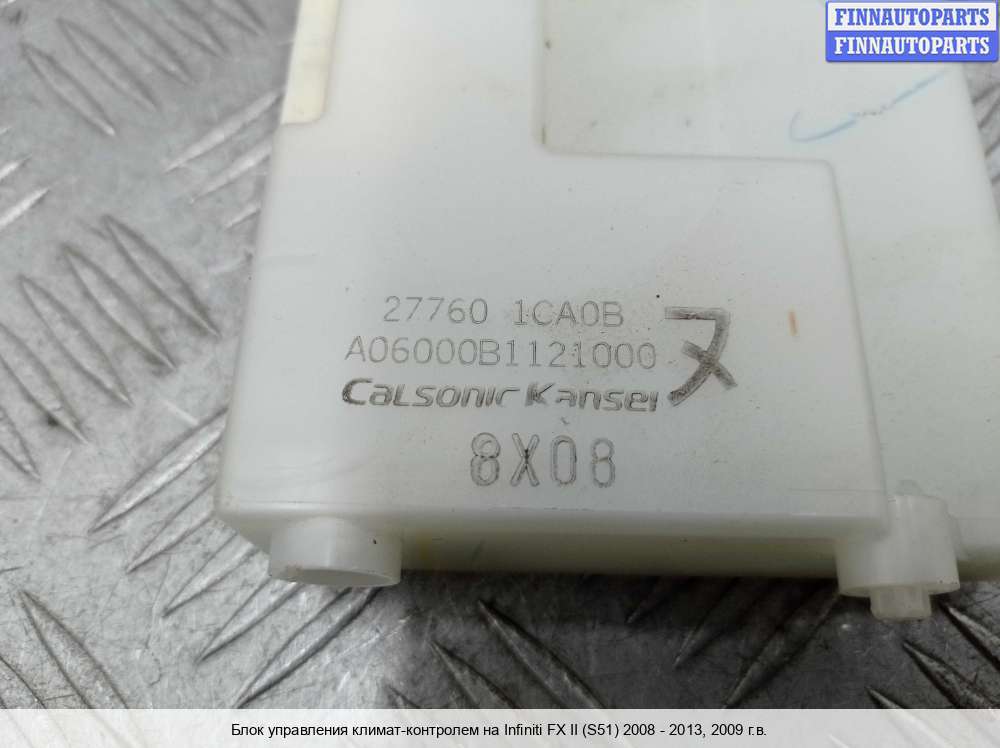 FINNAUTOPARTS
FINNAUTOPARTS
27760 1CA0B
A06000B1121000
ヌ
CALSONIC KANSEI
8X08
Блок управления климат-контролем на Infiniti FX II (S51) 2008 - 2013, 2009 г.в.